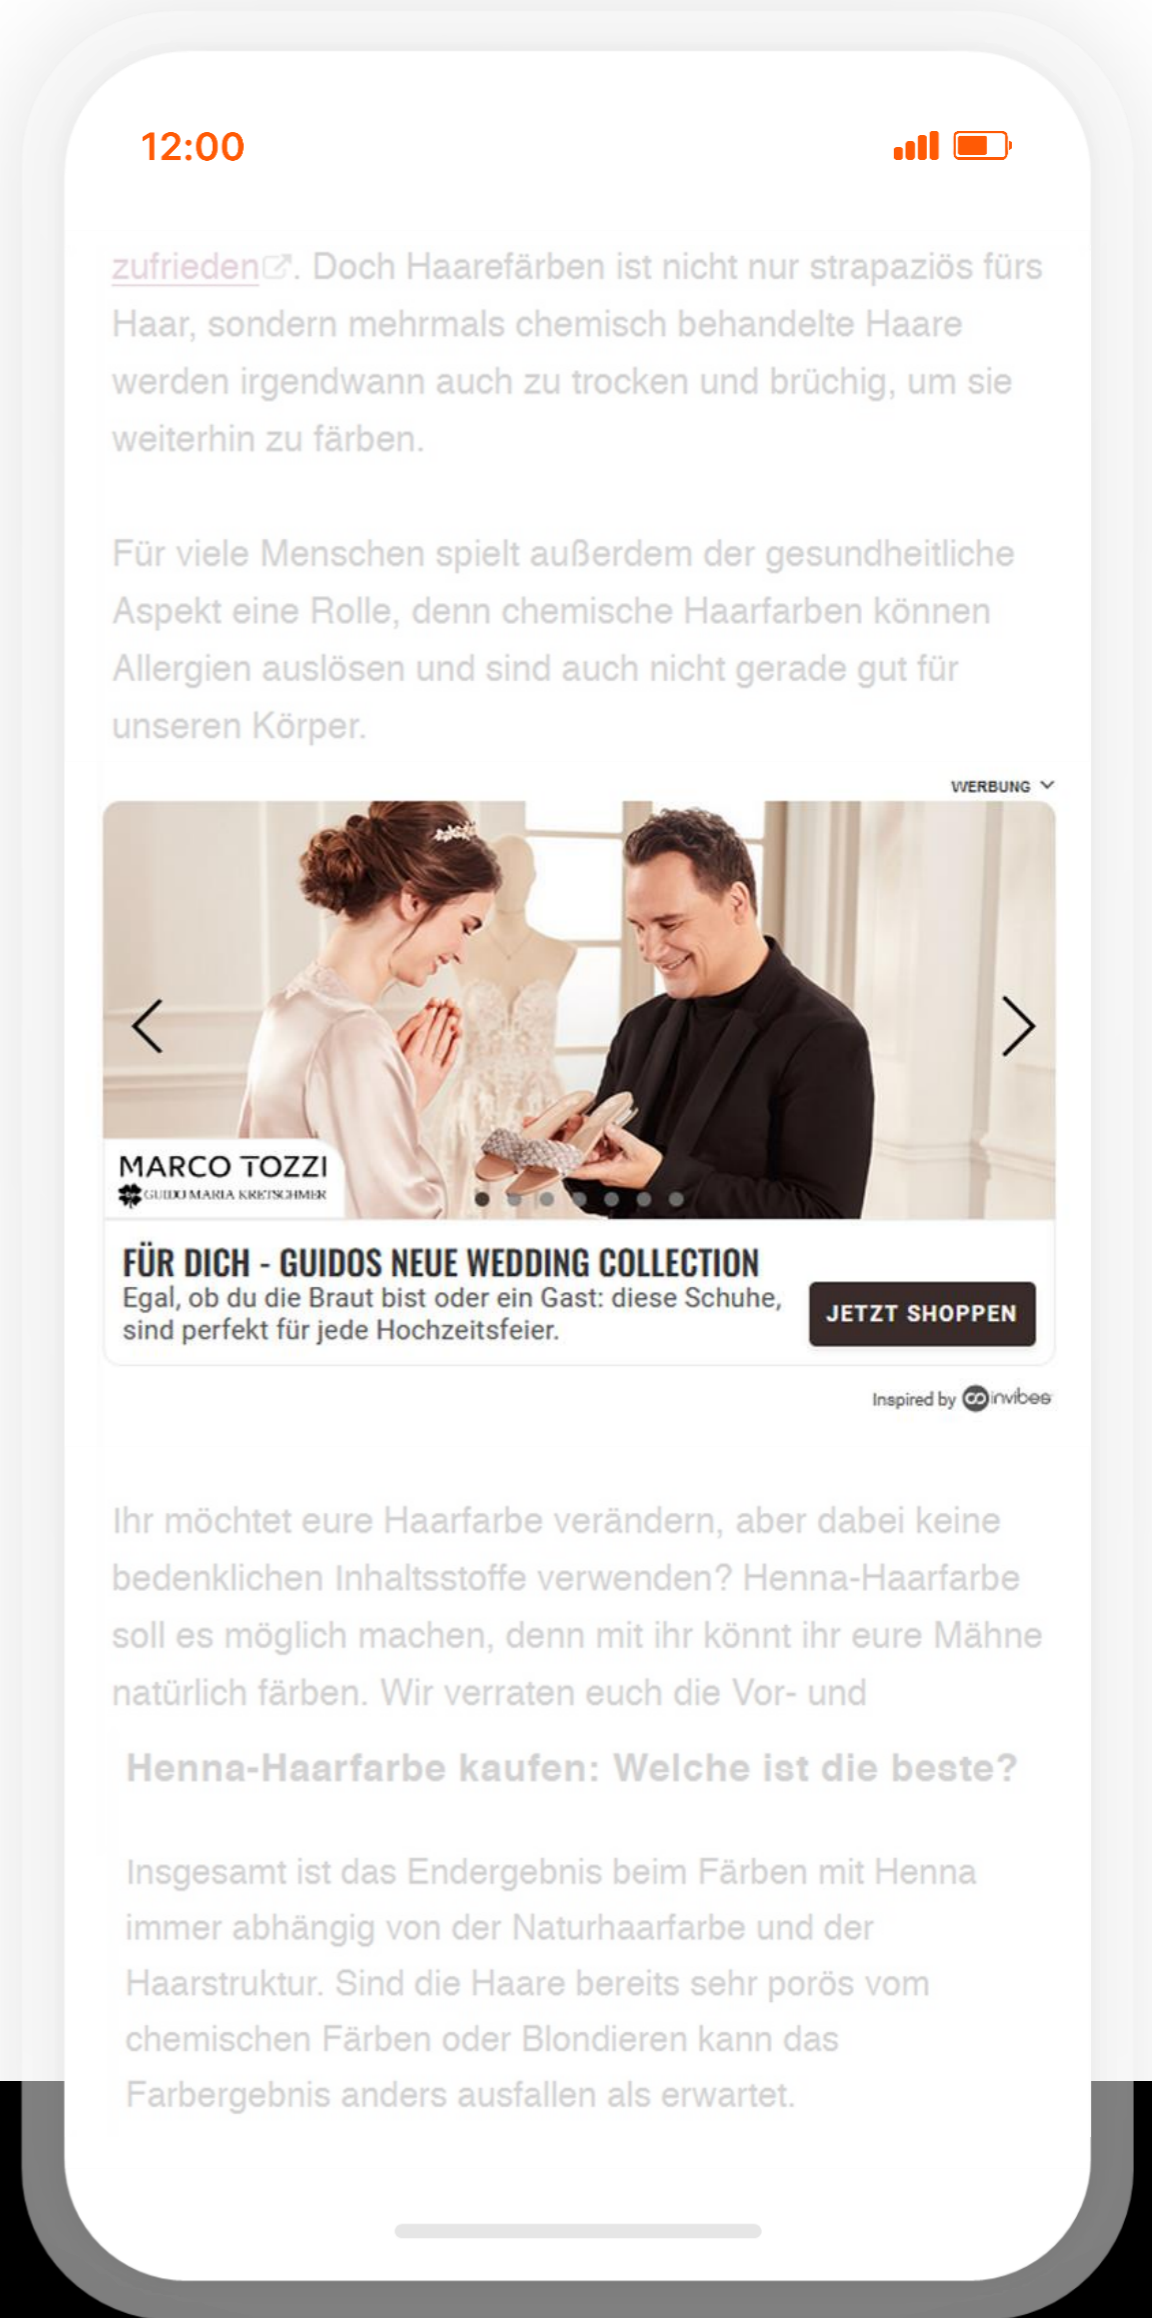 12:00
zufrieden. Doch Haarefärben ist nicht nur strapaziös fürs
Haar, sondern mehrmals chemisch behandelte Haare
werden irgendwann auch zu trocken und brüchig, um sie
weiterhin zu färben.
Für viele Menschen spielt außerdem der gesundheitliche
Aspekt eine Rolle, denn chemische Haarfarben können
Allergien auslösen und sind auch nicht gerade gut für
unseren Körper.
WERBUNG
MARCO TOZZI
GUIDO MARIA KRETSCHMER
FÜR DICH - GUIDOS NEUE WEDDING COLLECTION
Egal, ob du die Braut bist oder ein Gast: diese Schuhe,
sind perfekt für jede Hochzeitsfeier.
JETZT SHOPPEN
Inspired by invibes
Ihr möchtet eure Haarfarbe verändern, aber dabei keine
bedenklichen Inhaltsstoffe verwenden? Henna-Haarfarbe
soll es möglich machen, denn mit ihr könnt ihr eure Mähne
natürlich färben. Wir verraten euch die Vor- und
Henna-Haarfarbe kaufen: Welche ist die beste?
Insgesamt ist das Endergebnis beim Färben mit Henna
immer abhängig von der Naturhaarfarbe und der
Haarstruktur. Sind die Haare bereits sehr porös vom
chemischen Färben oder Blondieren kann das
Farbergebnis anders ausfallen als erwartet.